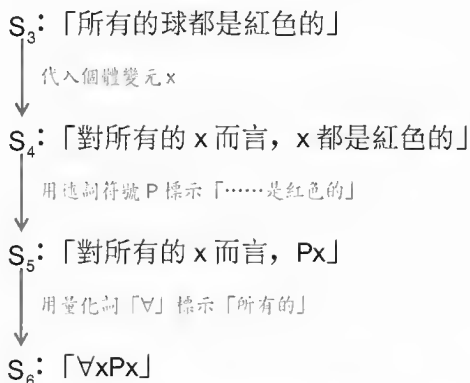 S₃：「所有的球都是紅色的」
代入個體變元 x
S₄：「對所有的 x 而言，x 都是紅色的」
用述詞符號 P 標示「……是紅色的」
S₅：「對所有的 x 而言，Px」
用量化詞「∀」標示「所有的」
S₆：「∀xPx」